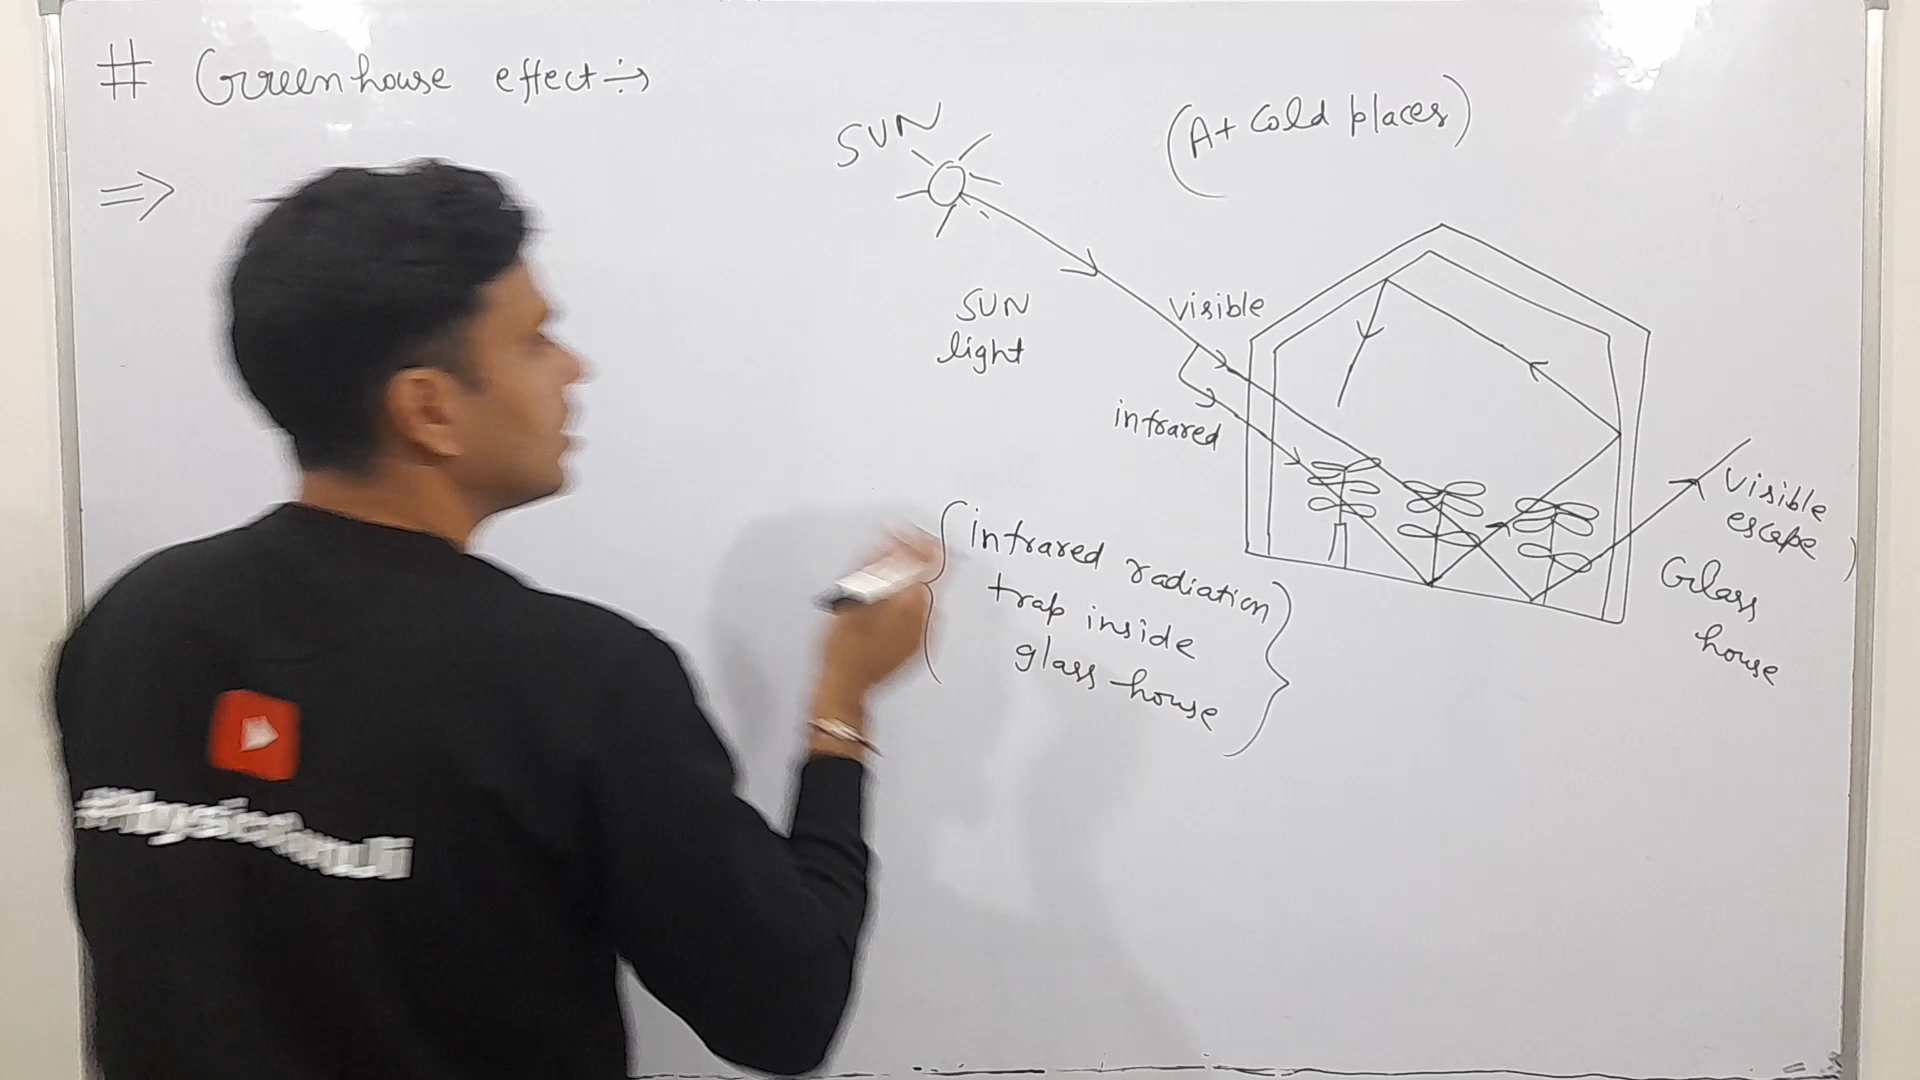 # Greenhouse effect ÷→
⇒
SUN
(At cold places)
SUN
light
visible
infrared
visible
escape
Glass
house
{infrared radiation
trap inside
glass-house}